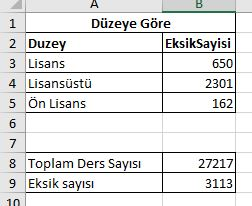 A B
1 Düzeye Göre
2 Duzey EksikSayisi
3 Lisans 650
4 Lisansüstü 2301
5 Ön Lisans 162
6
7
8 Toplam Ders Sayısı 27217
9 Eksik sayısı 3113
10